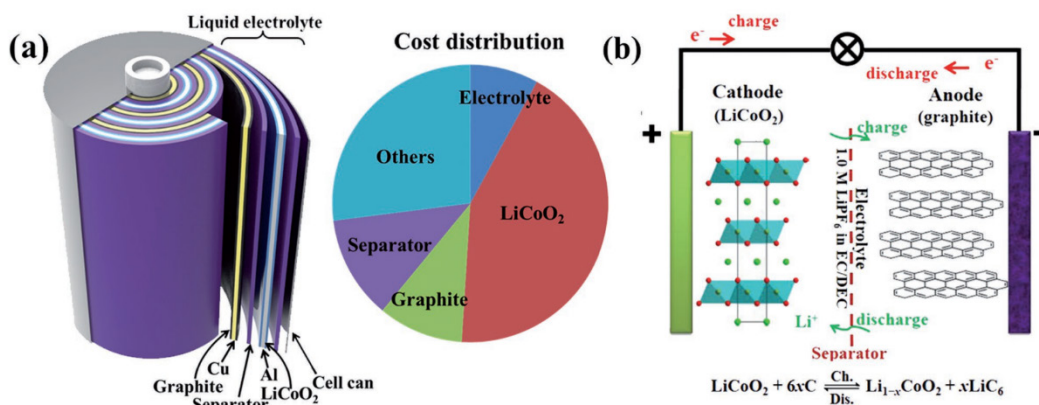 (a)
Liquid electrolyte
Graphite
Cu
Separator
Al
LiCoO₂
Cell can
Cost distribution
Electrolyte
Others
LiCoO₂
Separator
Graphite
(b)
e⁻
charge
discharge
e⁻
Cathode
(LiCoO₂)
Anode
(graphite)
+
-
charge
Electrolyte
1.0 M LiPF₆ in EC/DEC
Li⁺
discharge
Separator
LiCoO₂ + 6xC ⇌ Li₁₋ₓCoO₂ + xLiC₆
Ch.
Dis.